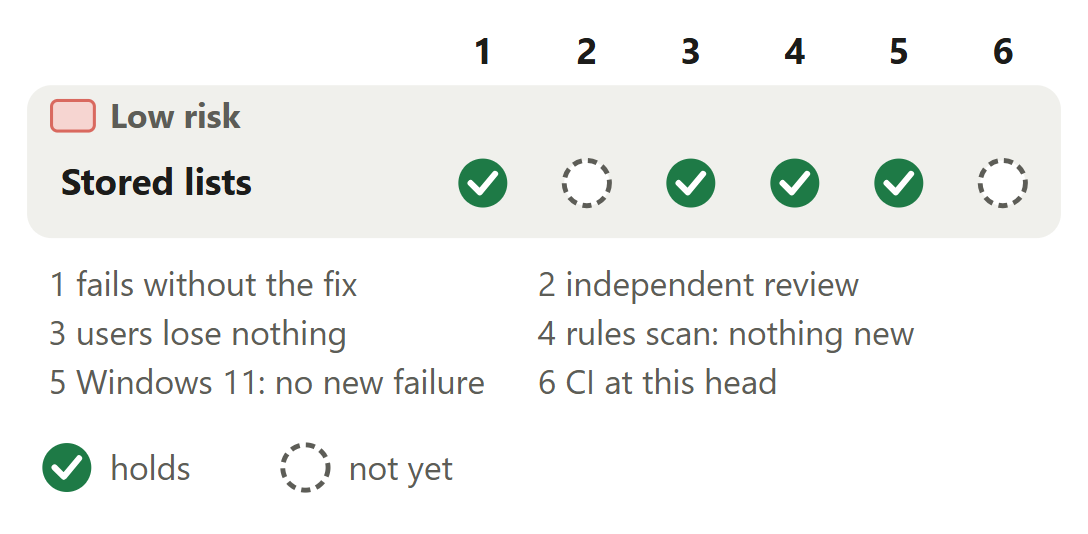 1 2 3 4 5 6
Low risk
Stored lists
1 fails without the fix 2 independent review
3 users lose nothing 4 rules scan: nothing new
5 Windows 11: no new failure 6 CI at this head
holds not yet